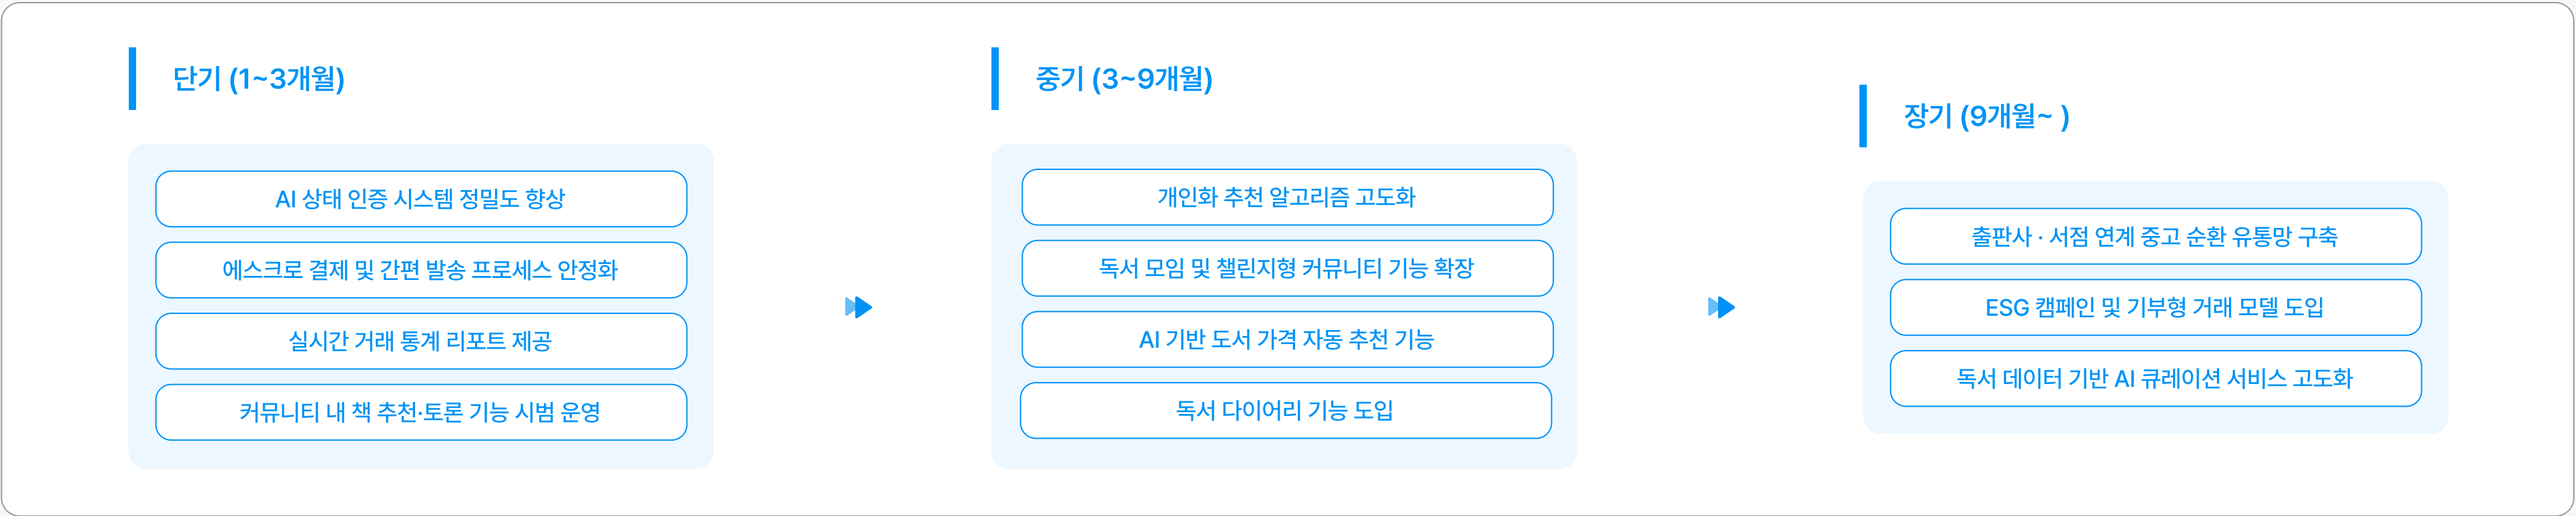 단기 (1~3개월)
AI 상태 인증 시스템 정밀도 향상
에스크로 결제 및 간편 발송 프로세스 안정화
실시간 거래 통계 리포트 제공
커뮤니티 내 책 추천·토론 기능 시범 운영
중기 (3~9개월)
개인화 추천 알고리즘 고도화
독서 모임 및 챌린지형 커뮤니티 기능 확장
AI 기반 도서 가격 자동 추천 기능
독서 다이어리 기능 도입
장기 (9개월~ )
출판사 · 서점 연계 중고 순환 유통망 구축
ESG 캠페인 및 기부형 거래 모델 도입
독서 데이터 기반 AI 큐레이션 서비스 고도화